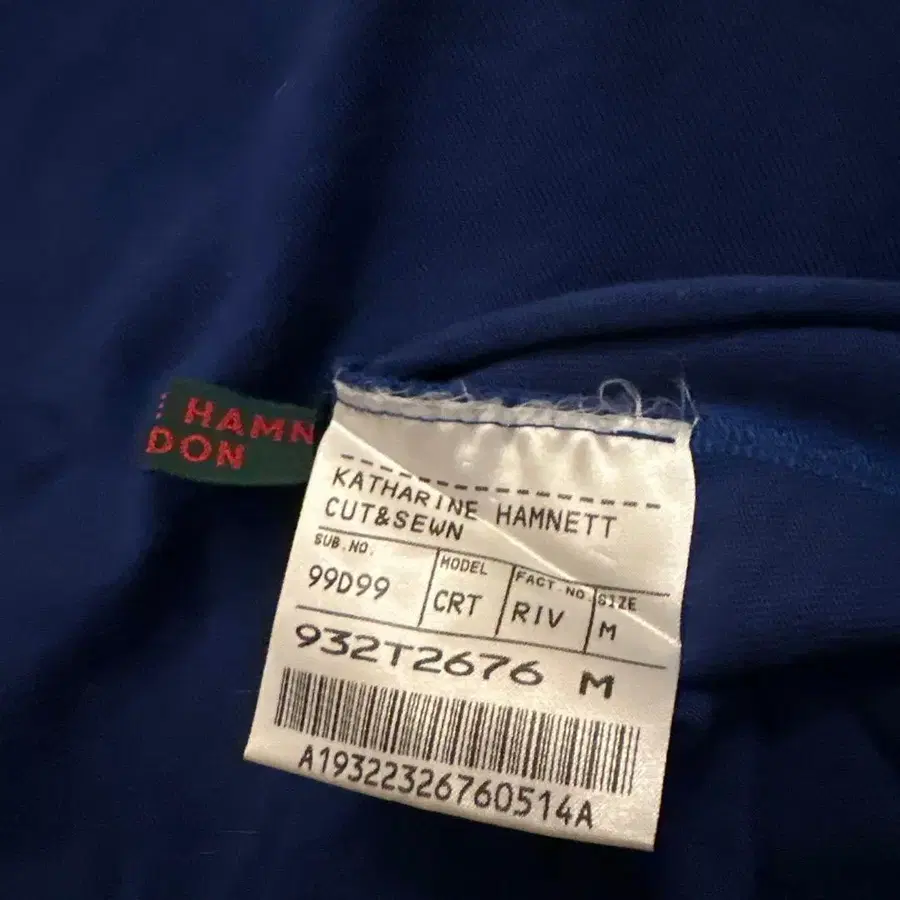 HAMN
DON
KATHARINE HAMNETT
CUT&SEWN
SUB.NO. MODEL FACT.NO. SIZE
99D99 CRT RIV M
932T2676 M
A19322326760514A